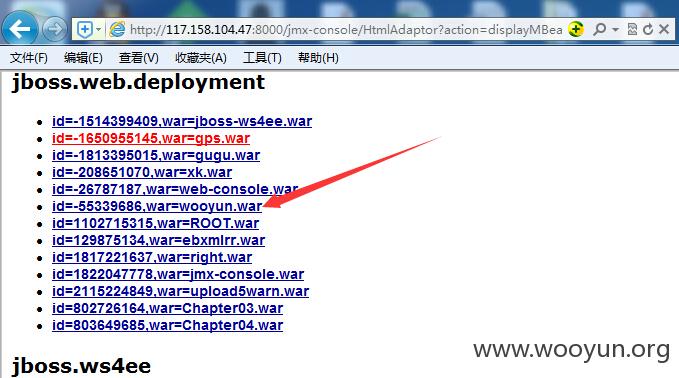 http://117.158.104.47:8000/jmx-console/HtmlAdaptor?action=displayMBea
文件(F) 编辑(E) 查看(V) 收藏夹(A) 工具(T) 帮助(H)
jboss.web.deployment
id=-1514399409,war=jboss-ws4ee.war
id=-1650955145,war=gps.war
id=-1813395015,war=gugu.war
id=-208651070,war=xk.war
id=-26787187,war=web-console.war
id=-55339686,war=wooyun.war
id=1102715315,war=ROOT.war
id=129875134,war=ebxmlrr.war
id=1817221637,war=right.war
id=1822047778,war=jmx-console.war
id=2115224849,war=upload5warn.war
id=802726164,war=Chapter03.war
id=803649685,war=Chapter04.war
jboss.ws4ee
www.wooyun.org